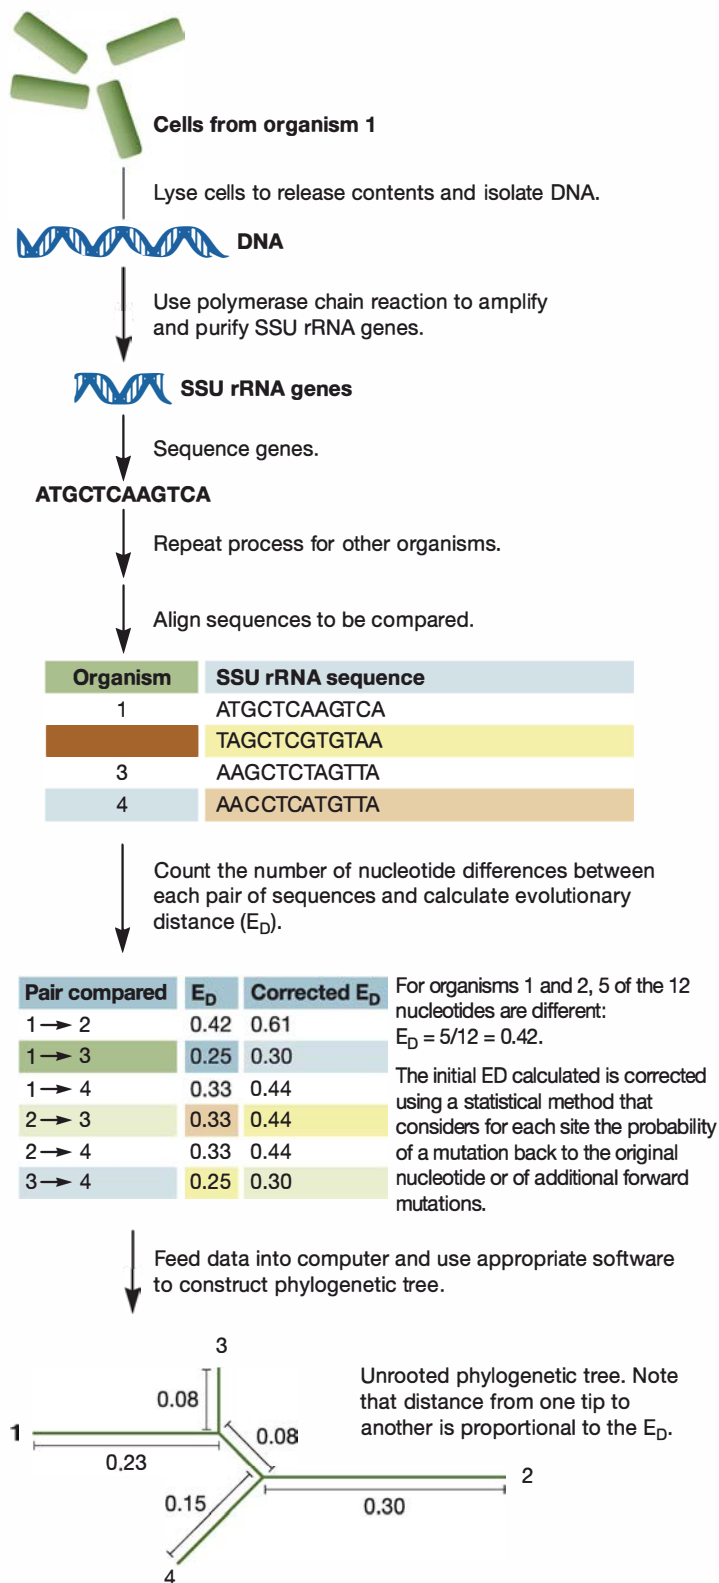 Cells from organism 1
Lyse cells to release contents and isolate DNA.
DNA
Use polymerase chain reaction to amplify
and purify SSU rRNA genes.
SSU rRNA genes
Sequence genes.
ATGCTCAAGTCA
Repeat process for other organisms.
Align sequences to be compared.
Organism SSU rRNA sequence
1 ATGCTCAAGTCA
TAGCTCGTGTAA
3 AAGCTCTAGTTA
4 AACCTCATGTTA
Count the number of nucleotide differences between
each pair of sequences and calculate evolutionary
distance (E_D).
Pair compared E_D Corrected E_D
1→ 2 0.42 0.61
1→ 3 0.25 0.30
1→ 4 0.33 0.44
2→ 3 0.33 0.44
2→ 4 0.33 0.44
3→ 4 0.25 0.30
For organisms 1 and 2, 5 of the 12
nucleotides are different:
E_D = 5/12 = 0.42.
The initial ED calculated is corrected
using a statistical method that
considers for each site the probability
of a mutation back to the original
nucleotide or of additional forward
mutations.
Feed data into computer and use appropriate software
to construct phylogenetic tree.
3
Unrooted phylogenetic tree. Note
that distance from one tip to
another is proportional to the E_D.
0.08
1
0.08
0.23
2
0.15
0.30
4